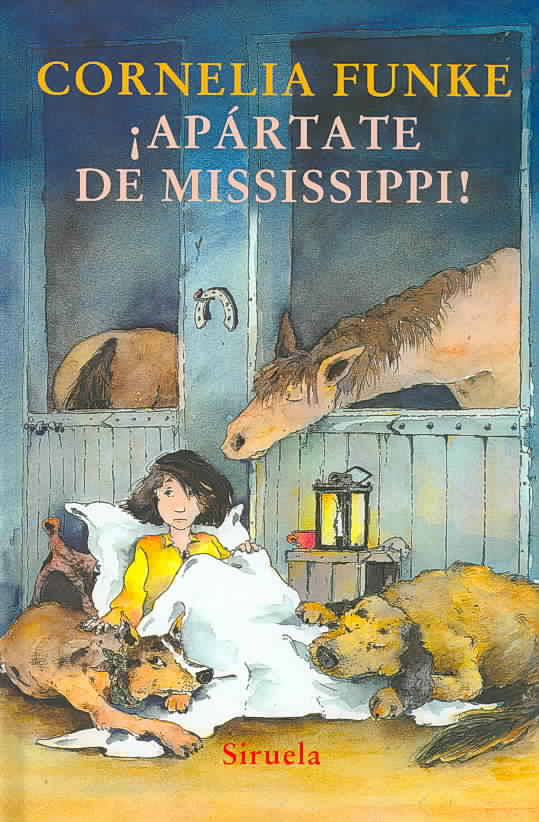 CORNELIA FUNKE
¡APÁRTATE
DE MISSISSIPPI!
Siruela